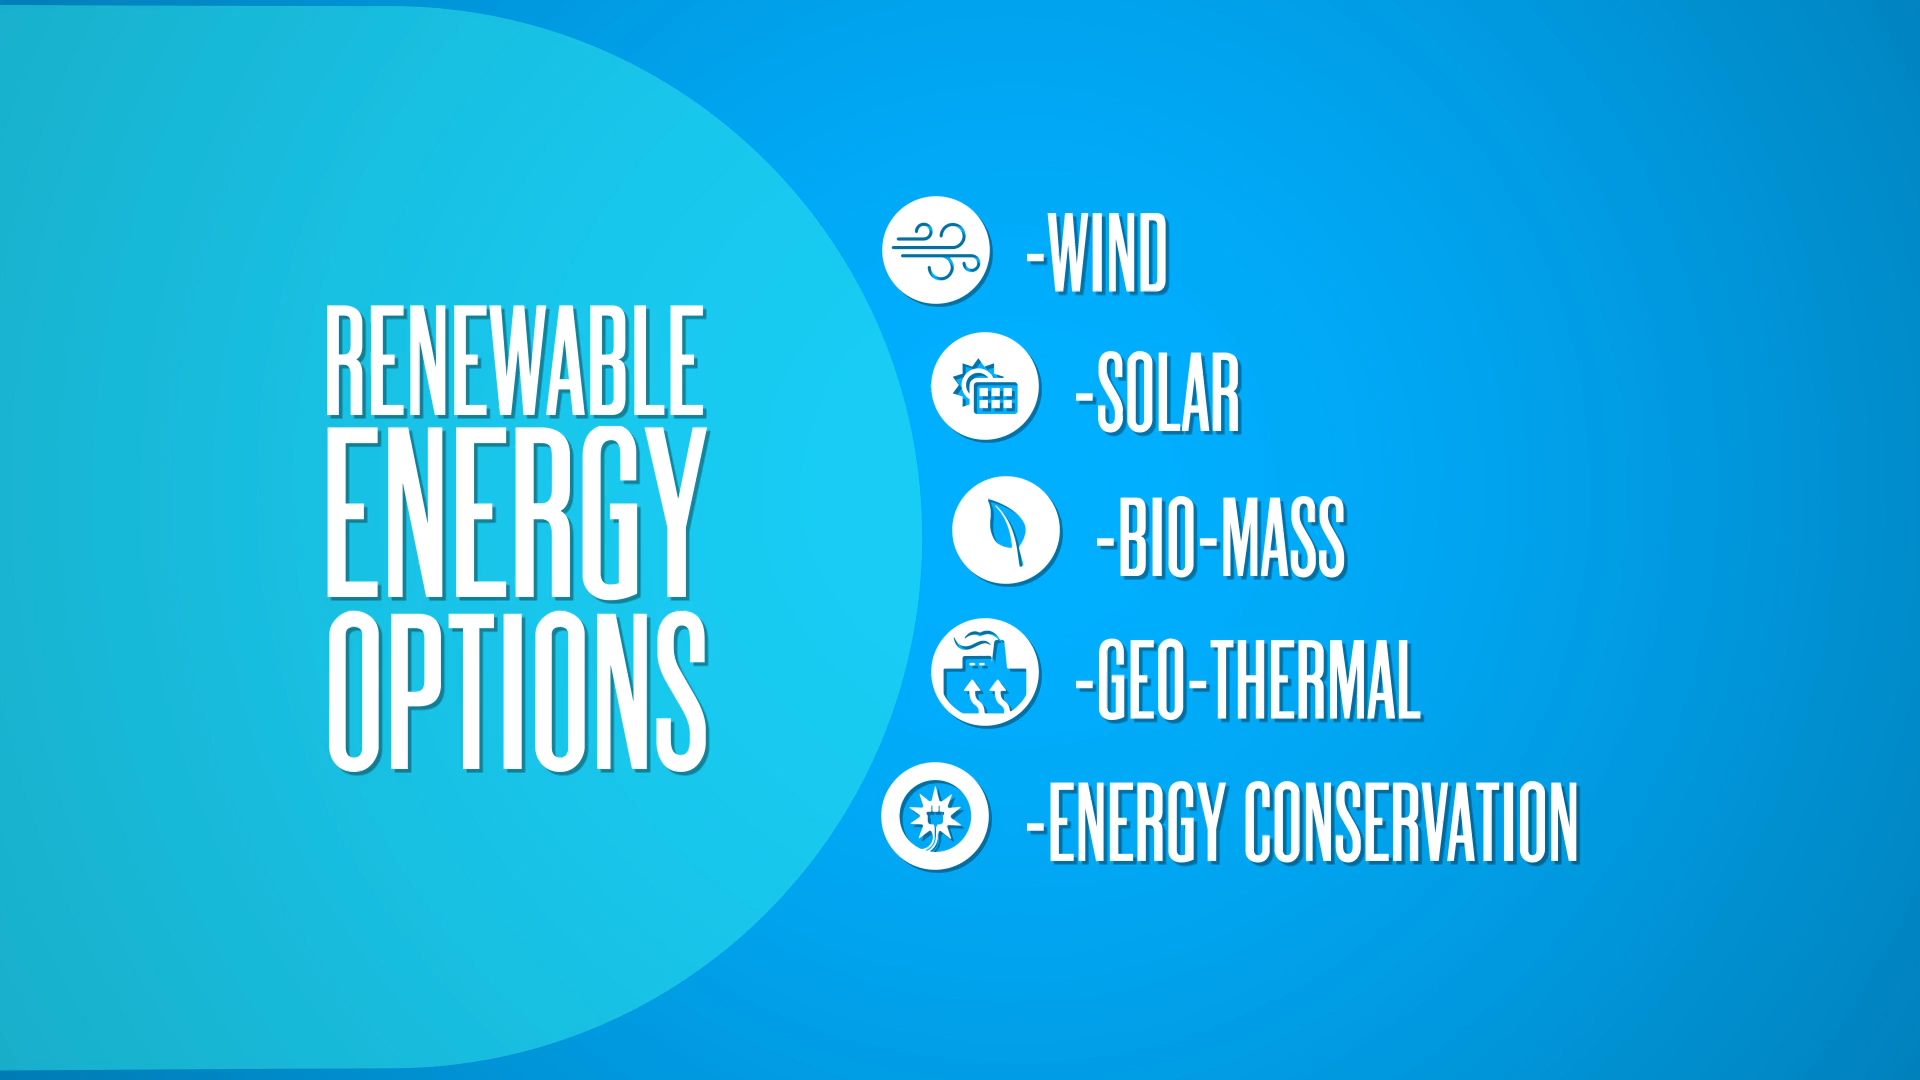 RENEWABLE
ENERGY
OPTIONS
-WIND
-SOLAR
-BIO-MASS
-GEO-THERMAL
-ENERGY CONSERVATION